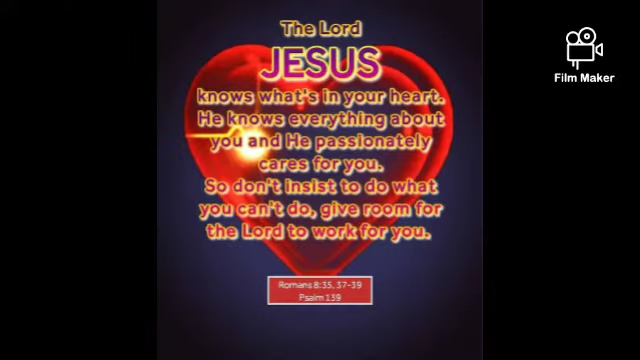 The Lord
JESUS
knows what's in your heart.
He knows everything about
you and He passionately
cares for you.
So don't insist to do what
you can't do, give room for
the Lord to work for you.
Romans 8:35, 37-39
Psalm 139
Film Maker